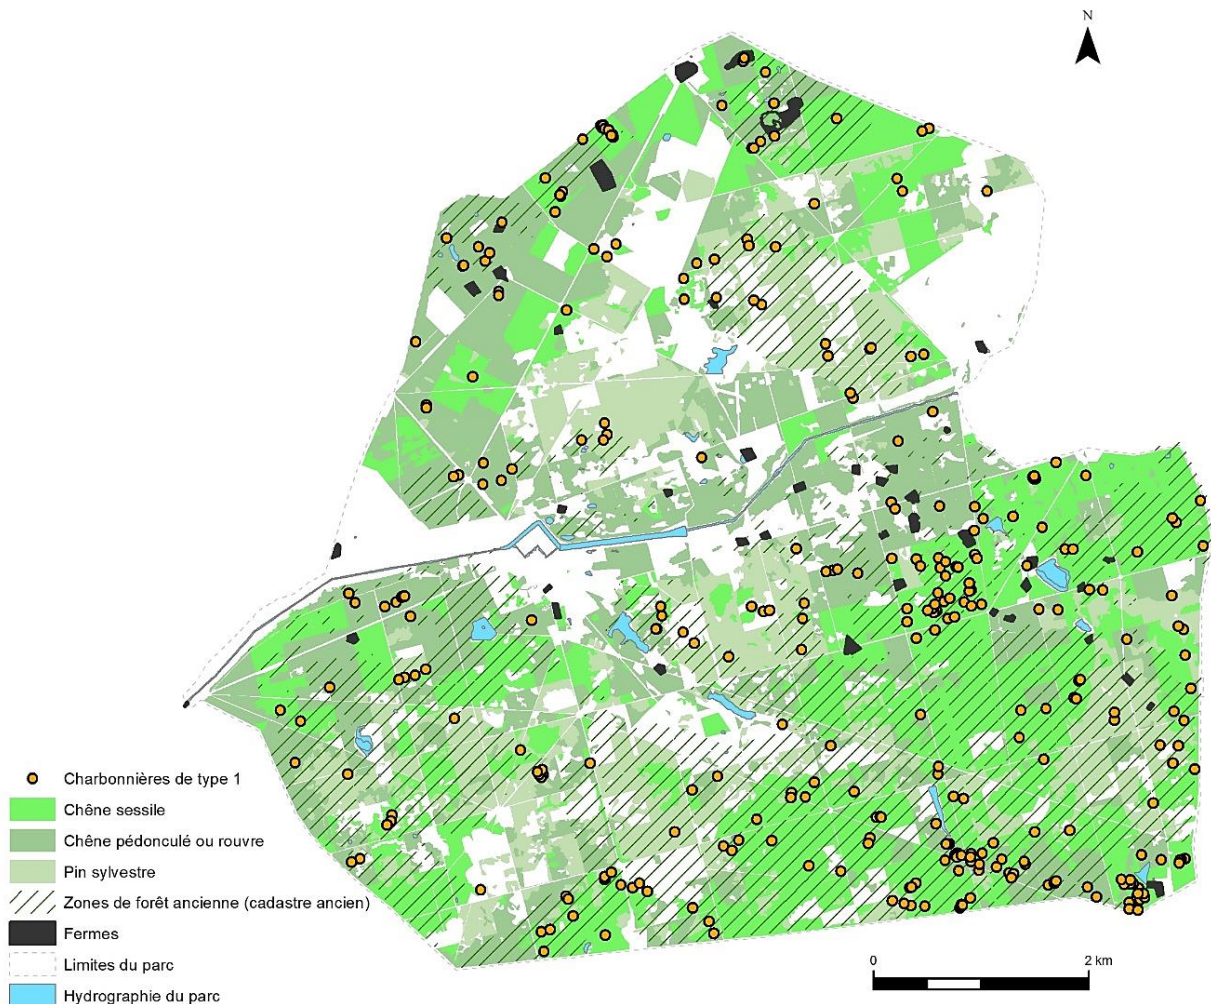 N
Charbonnières de type 1
Chêne sessile
Chêne pédonculé ou rouvre
Pin sylvestre
Zones de forêt ancienne (cadastre ancien)
Fermes
Limites du parc
Hydrographie du parc
0 2 km